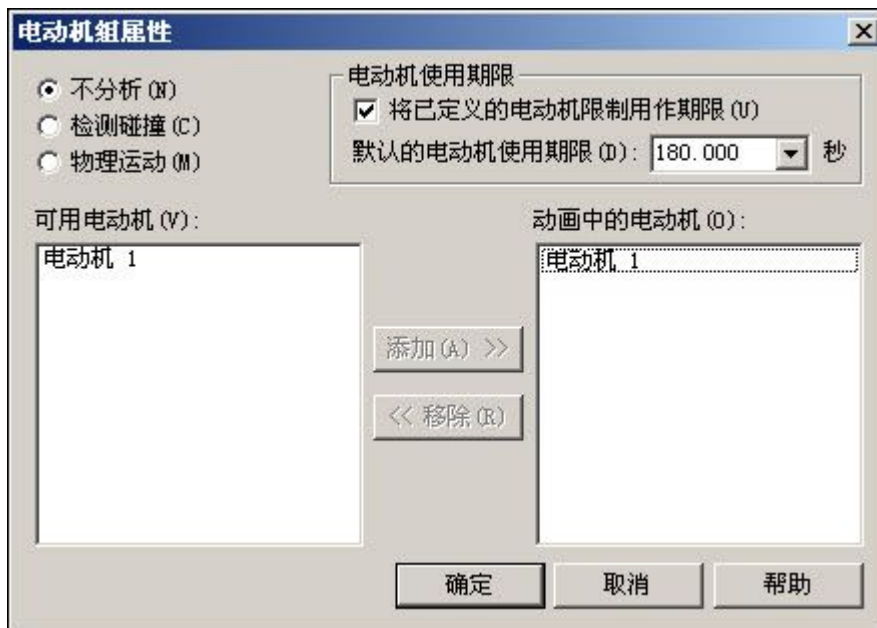 电动机组属性
不分析(N)
检测碰撞(C)
物理运动(M)
电动机使用期限
将已定义的电动机限制用作期限(U)
默认的电动机使用期限(D): 180.000 秒
可用电动机(V):
电动机 1
动画中的电动机(O):
电动机 1
添加(A) >>
<< 移除(R)
确定 取消 帮助